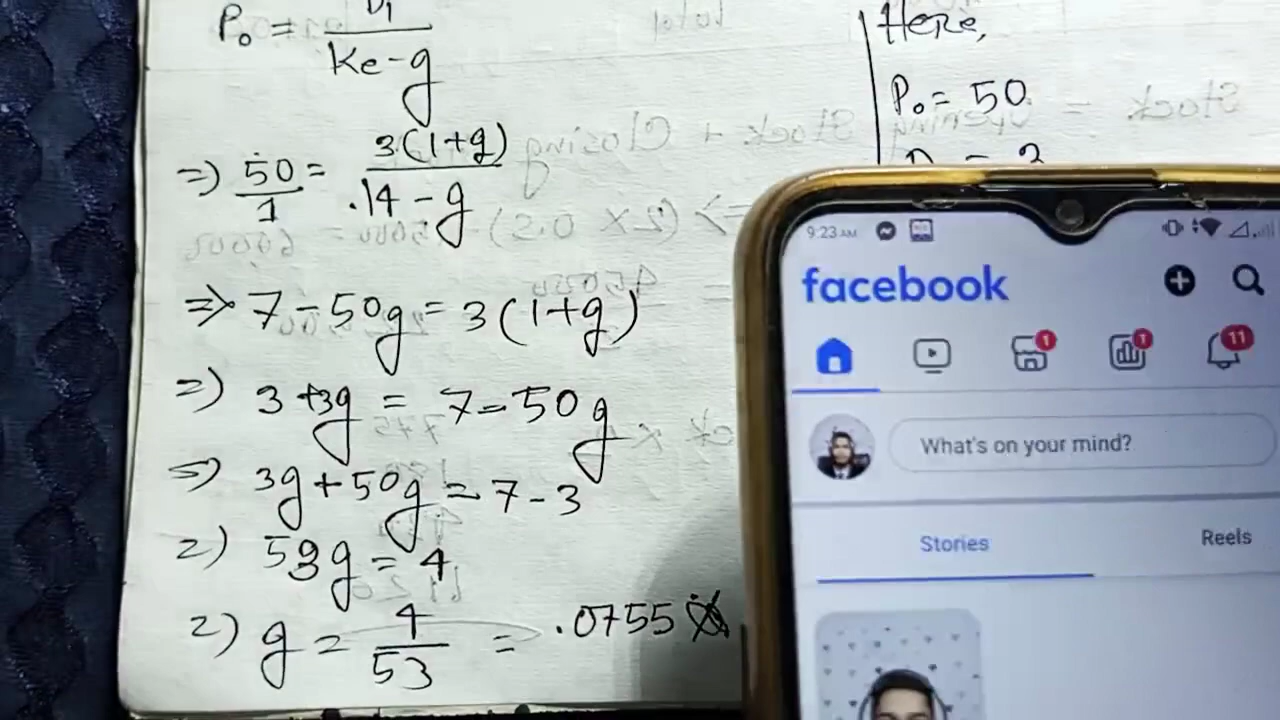 P₀ = D₁ / Ke-g
=> 50/1 = 3(1+g) / .14-g
=> 7-50g = 3(1+g)
=> 3+3g = 7-50g
=> 3g+50g = 7-3
=> 53g = 4
=> g = 4/53 = .0755
Here,
P₀ = 50
9:23 AM
facebook
1
1
11
What's on your mind?
Stories Reels